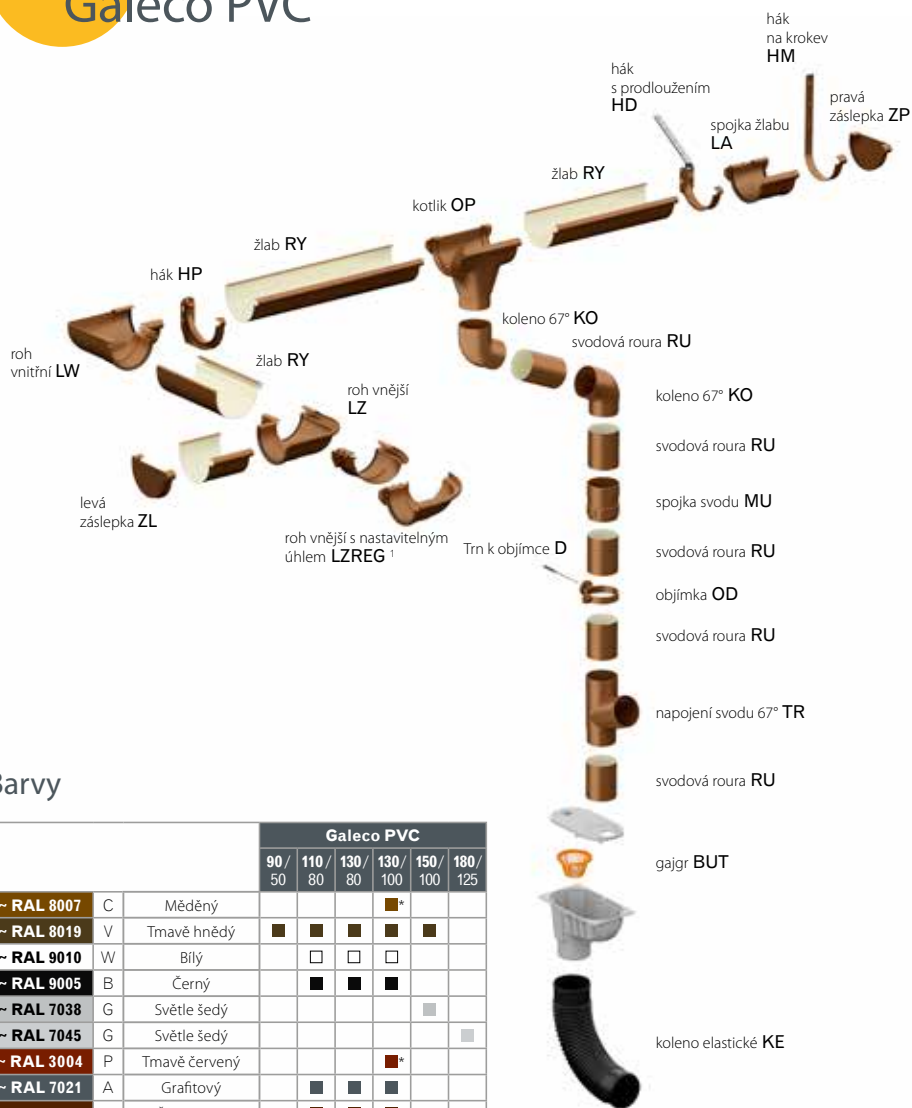 Galeco PVC
hák
na krokev
HM
hák
s prodloužením
HD
pravá
záslepka ZP
spojka žlabu
LA
žlab RY
kotlik OP
žlab RY
hák HP
koleno 67° KO
svodová roura RU
roh
vnitřní LW
žlab RY
roh vnější
LZ
koleno 67° KO
svodová roura RU
levá
záslepka ZL
spojka svodu MU
roh vnější s nastavitelným
úhlem LZREG 1
Trn k objímce D
svodová roura RU
objímka OD
svodová roura RU
napojení svodu 67° TR
svodová roura RU
gajgr BUT
koleno elastické KE
Barvy
Galeco PVC
90 / 50 110 / 80 130 / 80 130 / 100 150 / 100 180 / 125
~ RAL 8007 C Měděný *
~ RAL 8019 V Tmavě hnědý
~ RAL 9010 W Bílý
~ RAL 9005 B Černý
~ RAL 7038 G Světle šedý
~ RAL 7045 G Světle šedý
~ RAL 3004 P Tmavě červený *
~ RAL 7021 A Grafitový